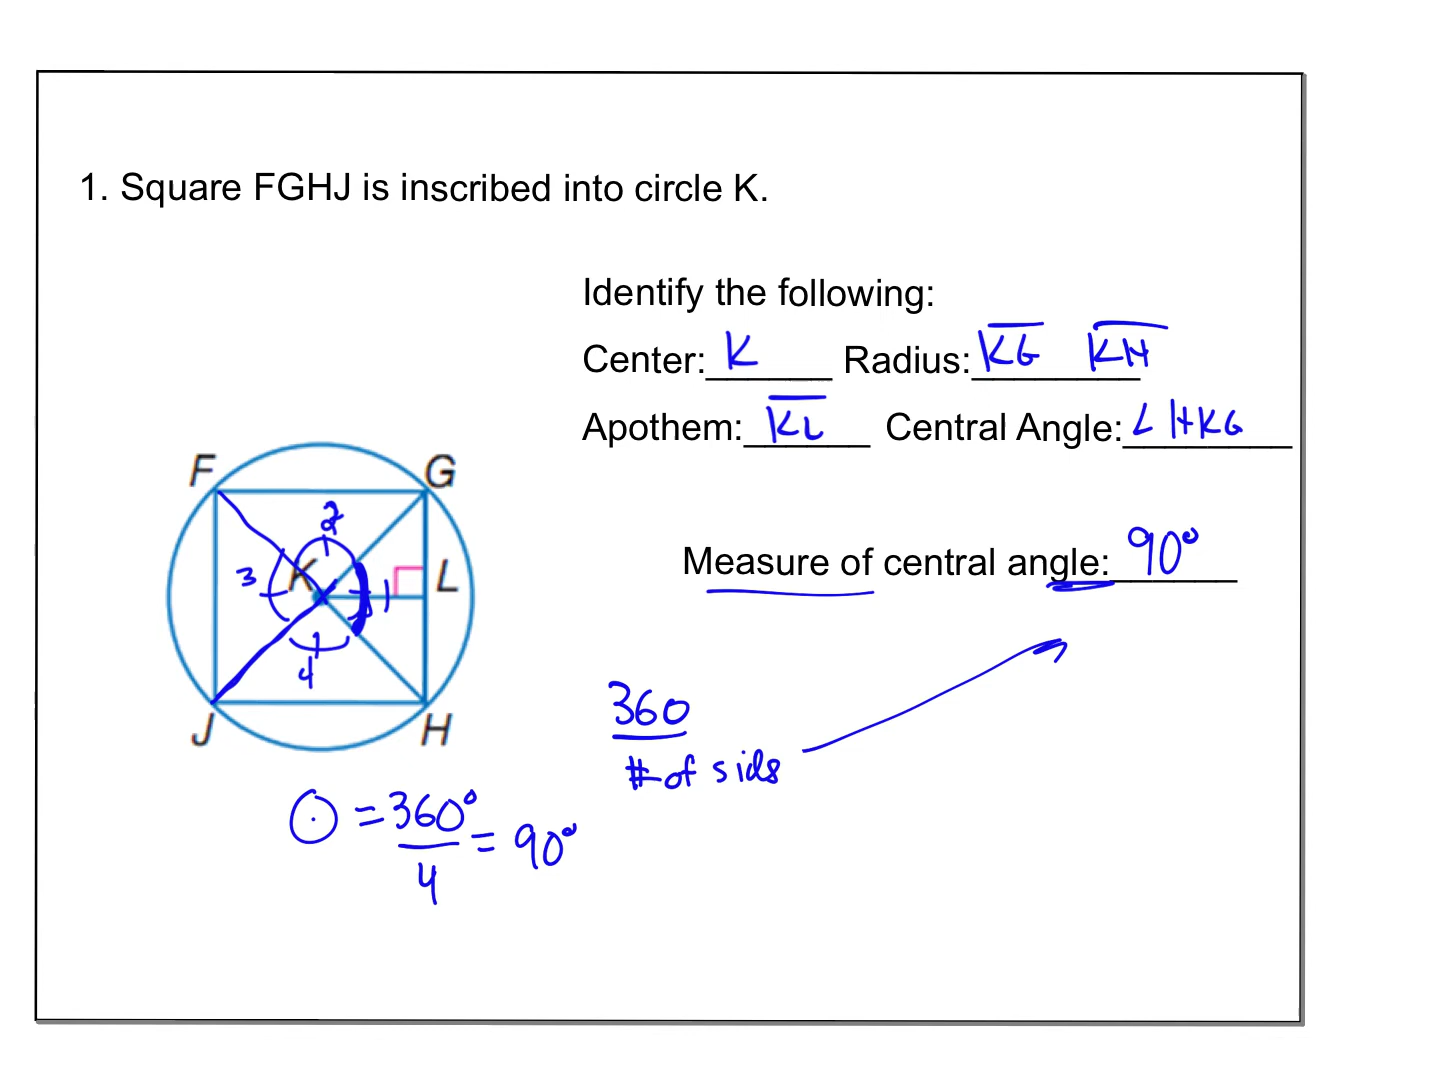 1. Square FGHJ is inscribed into circle K.
Identify the following:
Center: K Radius: KG KH
Apothem: KL Central Angle: ∠HKG
Measure of central angle: 90°
F G
2
3 K 1 L
4
J H
360
# of sids
⊙ = 360° / 4 = 90°